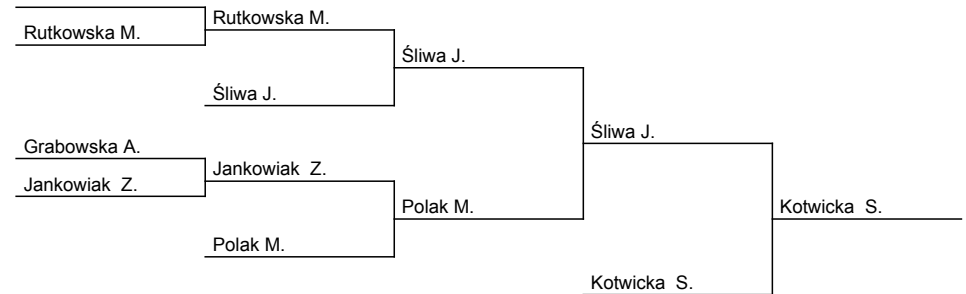 Rutkowska M.
Rutkowska M.
Śliwa J.
Śliwa J.
Śliwa J.
Grabowska A.
Jankowiak Z.
Jankowiak Z.
Polak M.
Kotwicka S.
Polak M.
Kotwicka S.